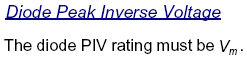 Diode Peak Inverse Voltage
The diode PIV rating must be Vm.